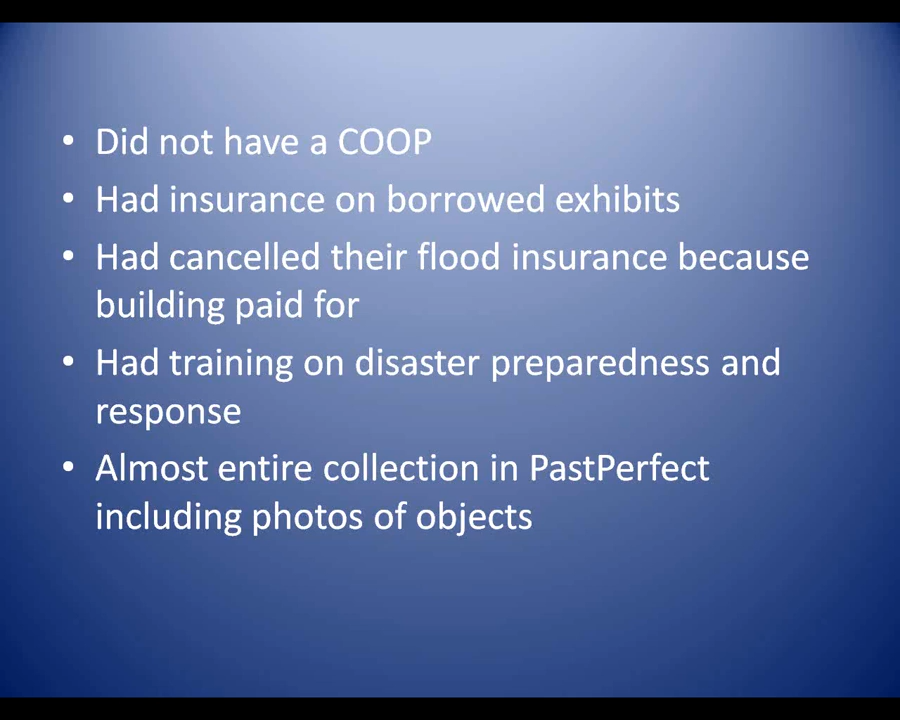 • Did not have a COOP
• Had insurance on borrowed exhibits
• Had cancelled their flood insurance because
building paid for
• Had training on disaster preparedness and
response
• Almost entire collection in PastPerfect
including photos of objects